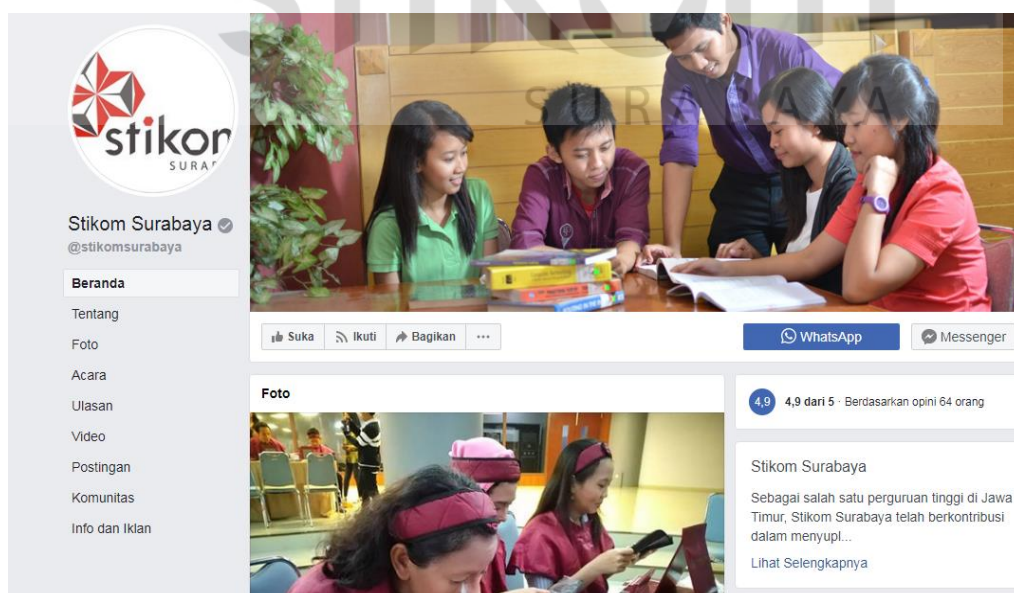 SURABAYA
stikom
SURA
Stikom Surabaya
@stikomsurabaya
Beranda
Tentang
Foto
Acara
Ulasan
Video
Postingan
Komunitas
Info dan Iklan
Suka
Ikuti
Bagikan
WhatsApp
Messenger
Foto
4,9
4,9 dari 5 · Berdasarkan opini 64 orang
Stikom Surabaya
Sebagai salah satu perguruan tinggi di Jawa
Timur, Stikom Surabaya telah berkontribusi
dalam menyupl...
Lihat Selengkapnya